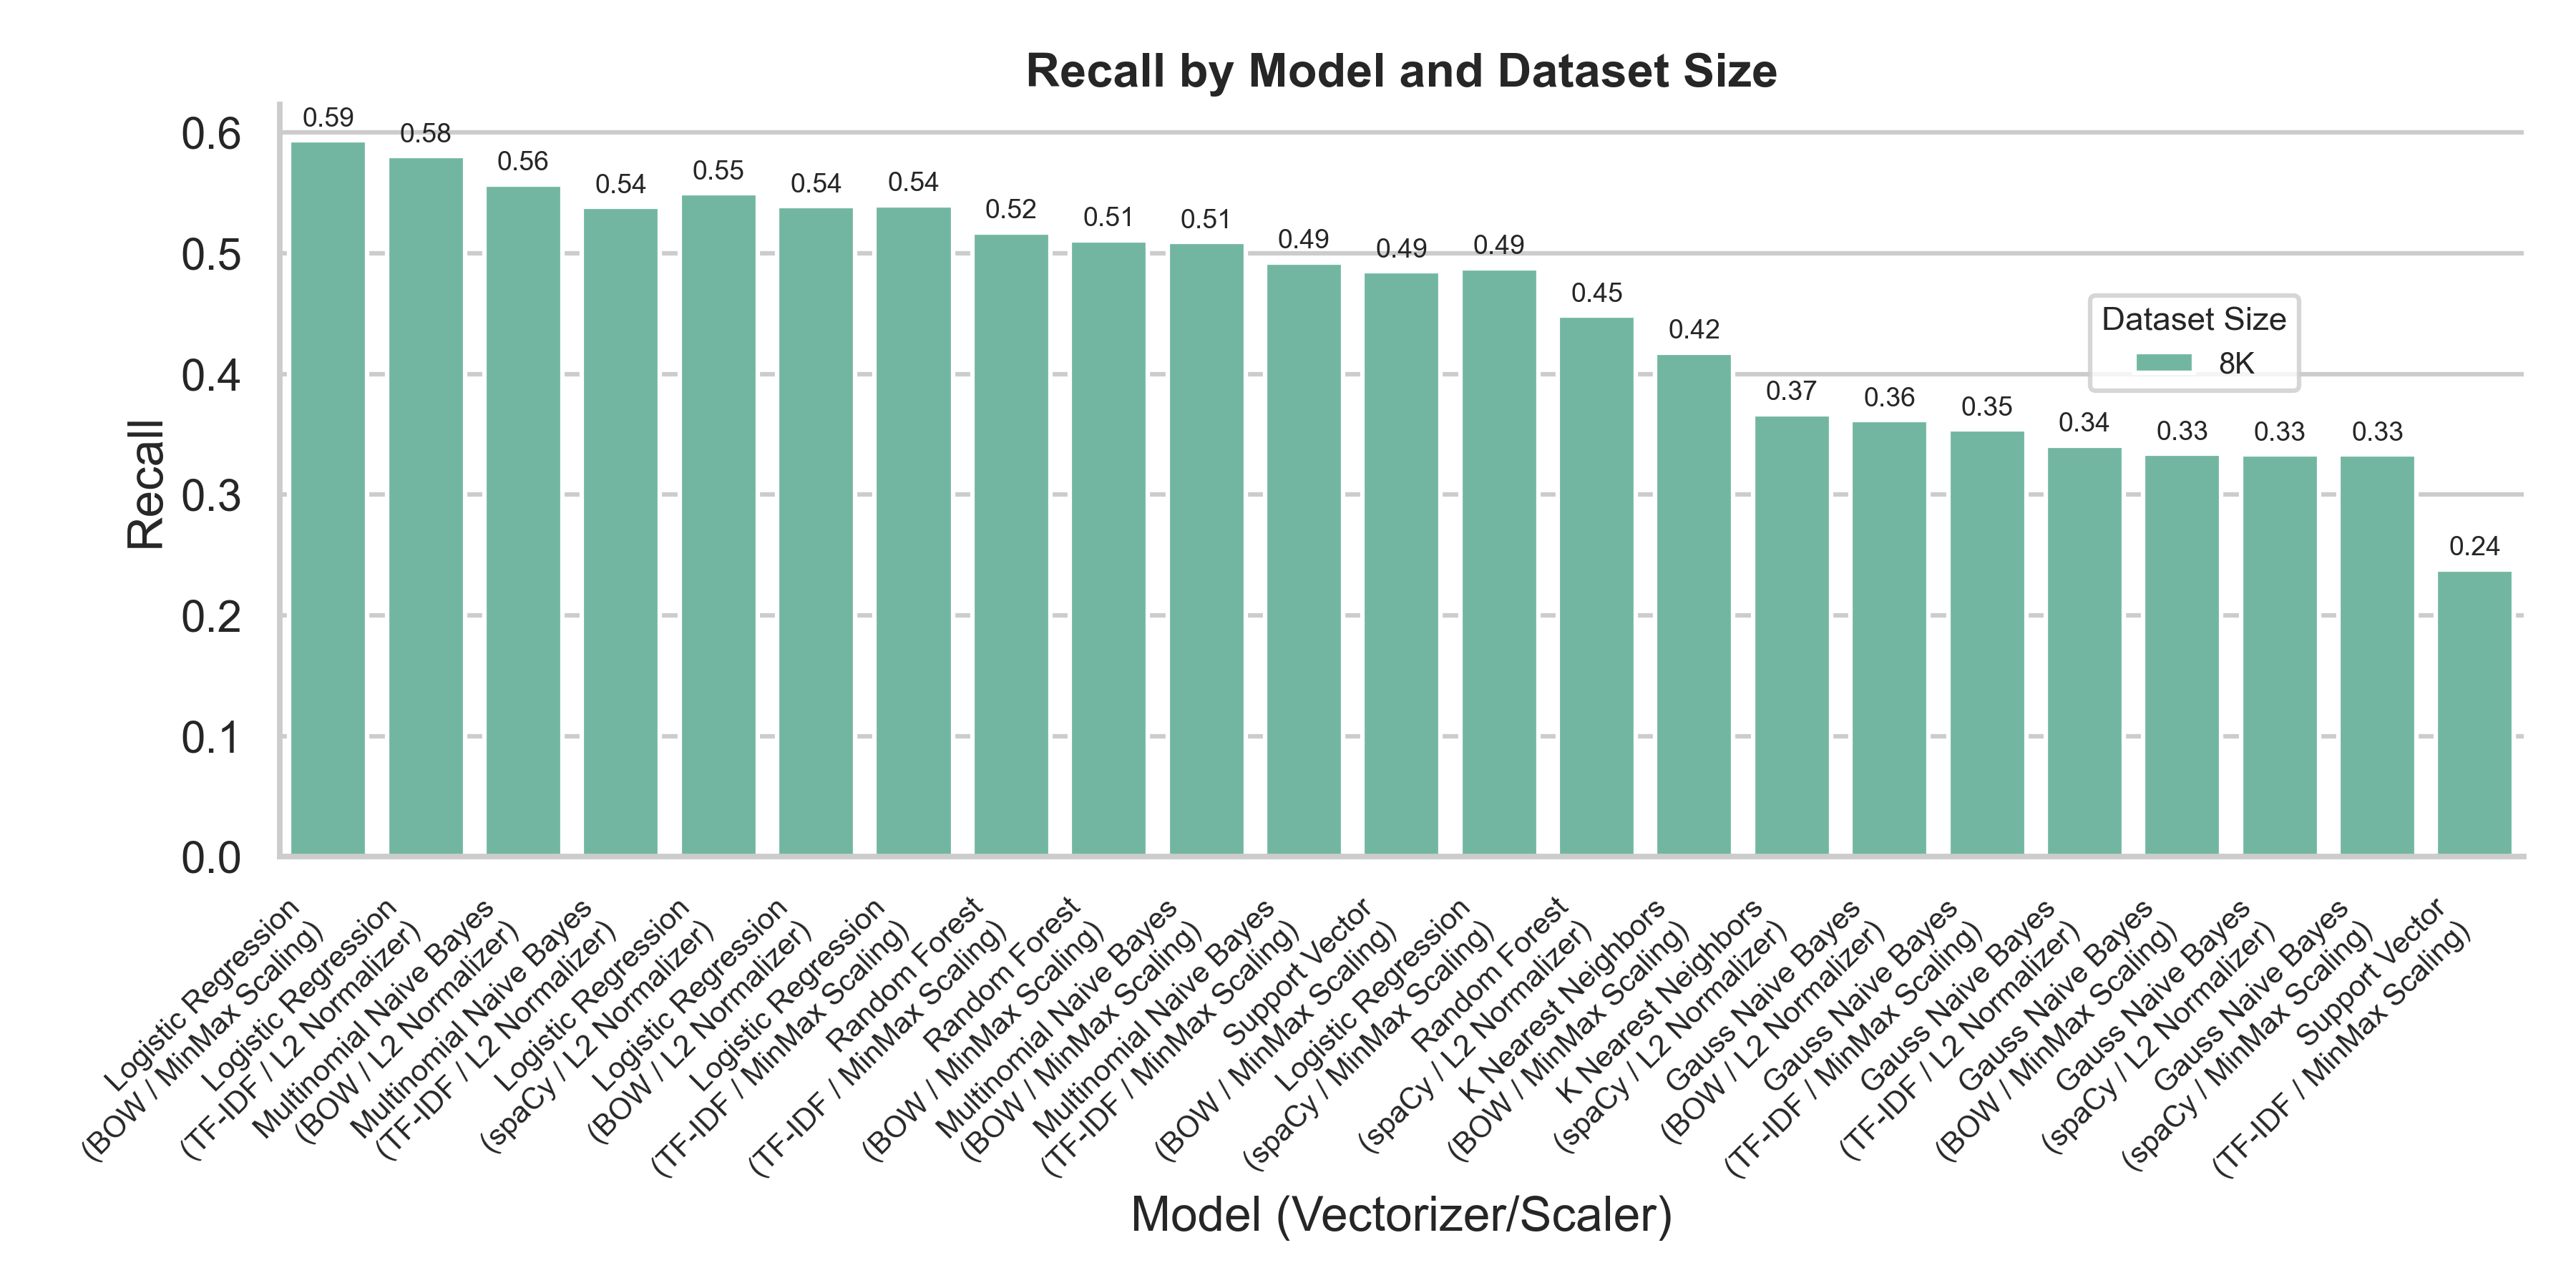 Recall by Model and Dataset Size
Recall
0.6
0.5
0.4
0.3
0.2
0.1
0.0
0.59
0.58
0.56
0.54
0.55
0.54
0.54
0.52
0.51
0.51
0.49
0.49
0.49
0.45
0.42
0.37
0.36
0.35
0.34
0.33
0.33
0.33
0.24
Dataset Size
8K
Logistic Regression
(BOW / MinMax Scaling)
Logistic Regression
(TF-IDF / L2 Normalizer)
Multinomial Naive Bayes
(BOW / L2 Normalizer)
Multinomial Naive Bayes
(TF-IDF / L2 Normalizer)
Logistic Regression
(spaCy / L2 Normalizer)
Logistic Regression
(BOW / L2 Normalizer)
Logistic Regression
(TF-IDF / MinMax Scaling)
Random Forest
(TF-IDF / MinMax Scaling)
Random Forest
(BOW / MinMax Scaling)
Multinomial Naive Bayes
(BOW / MinMax Scaling)
Multinomial Naive Bayes
(TF-IDF / MinMax Scaling)
Support Vector
(BOW / MinMax Scaling)
Logistic Regression
(spaCy / MinMax Scaling)
Random Forest
(spaCy / L2 Normalizer)
K Nearest Neighbors
(BOW / MinMax Scaling)
K Nearest Neighbors
(spaCy / L2 Normalizer)
Gauss Naive Bayes
(BOW / L2 Normalizer)
Gauss Naive Bayes
(TF-IDF / MinMax Scaling)
Gauss Naive Bayes
(TF-IDF / L2 Normalizer)
Gauss Naive Bayes
(BOW / MinMax Scaling)
Gauss Naive Bayes
(spaCy / L2 Normalizer)
Gauss Naive Bayes
(spaCy / MinMax Scaling)
Support Vector
(TF-IDF / MinMax Scaling)
Model (Vectorizer/Scaler)